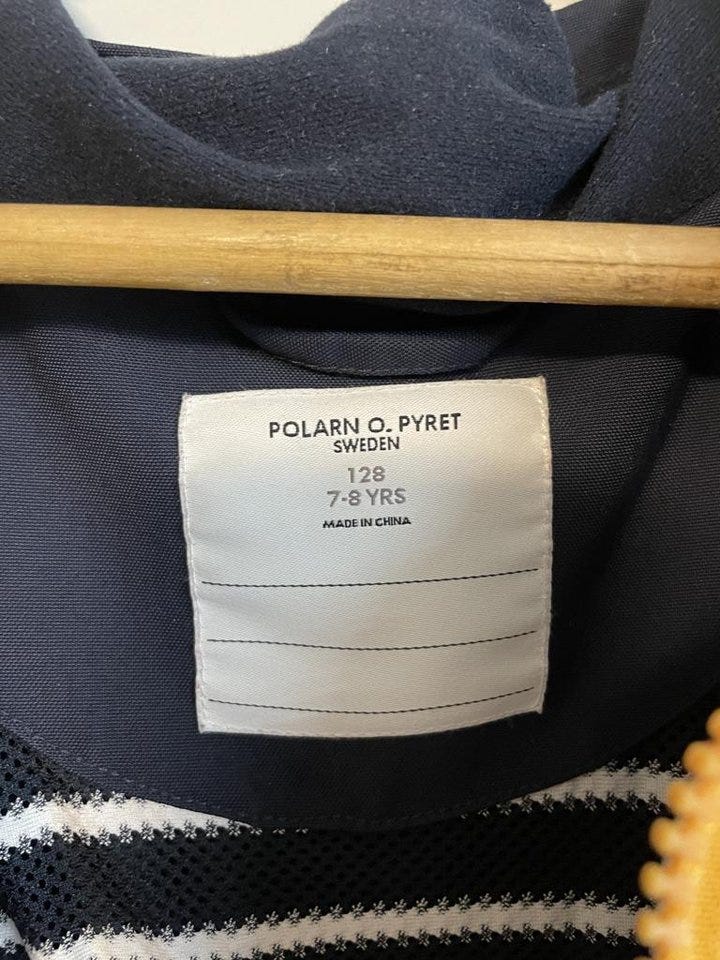 POLARN O. PYRET
SWEDEN
128
7-8 YRS
MADE IN CHINA